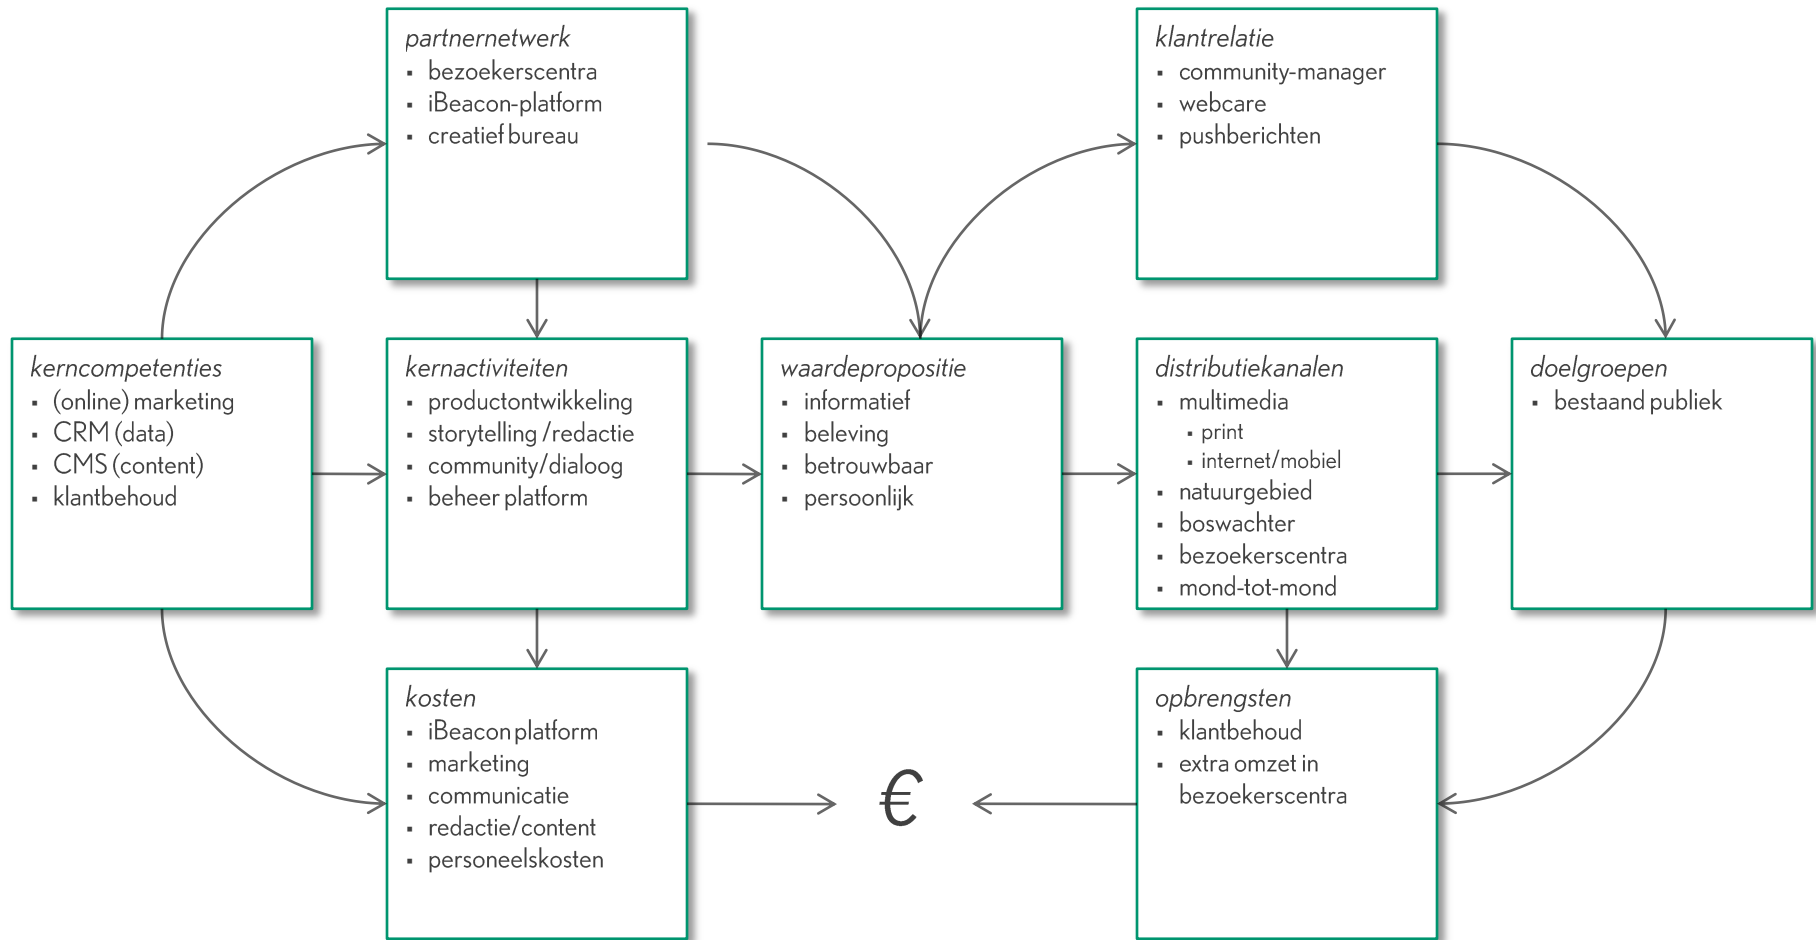 partnernetwerk
▪ bezoekerscentra
▪ iBeacon-platform
▪ creatief bureau
klantrelatie
▪ community-manager
▪ webcare
▪ pushberichten
kerncompetenties
▪ (online) marketing
▪ CRM (data)
▪ CMS (content)
▪ klantbehoud
kernactiviteiten
▪ productontwikkeling
▪ storytelling /redactie
▪ community/dialoog
▪ beheer platform
waardepropositie
▪ informatief
▪ beleving
▪ betrouwbaar
▪ persoonlijk
distributiekanalen
▪ multimedia
▪ print
▪ internet/mobiel
▪ natuurgebied
▪ boswachter
▪ bezoekerscentra
▪ mond-tot-mond
doelgroepen
▪ bestaand publiek
kosten
▪ iBeacon platform
▪ marketing
▪ communicatie
▪ redactie/content
▪ personeelskosten
€
opbrengsten
▪ klantbehoud
▪ extra omzet in
bezoekerscentra